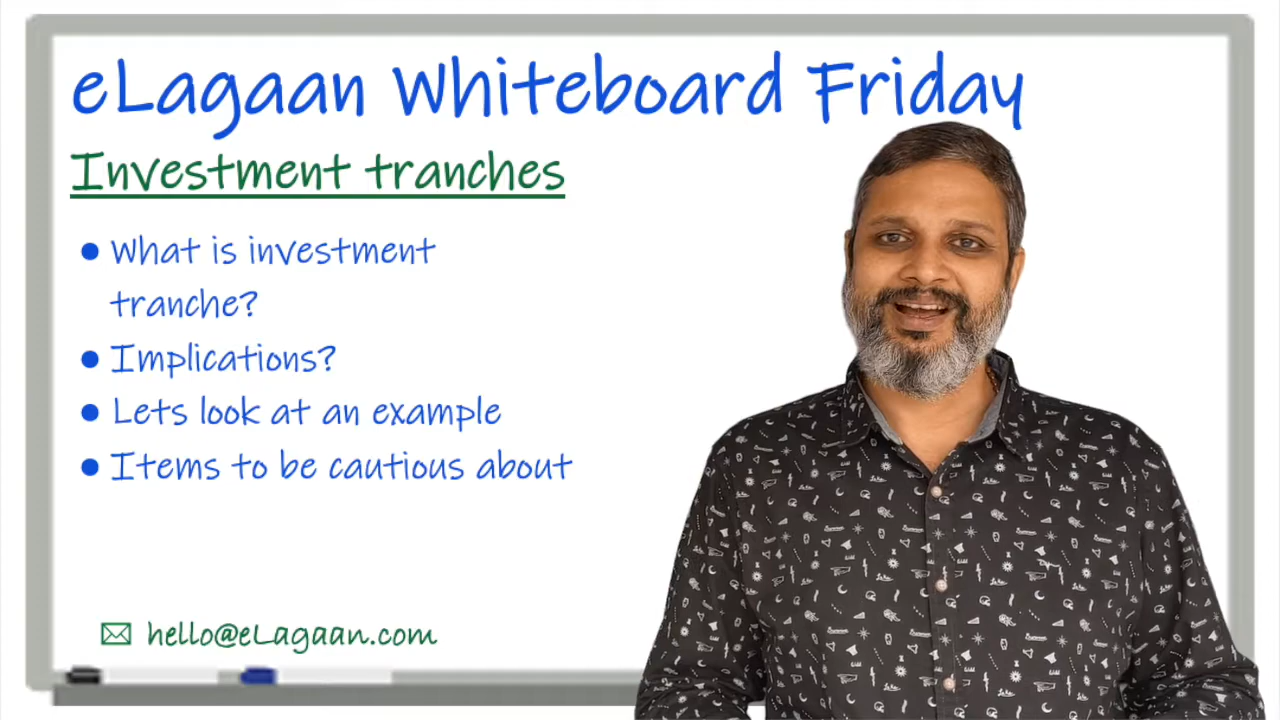 eLagaan Whiteboard Friday
Investment tranches
● What is investment
tranche?
● Implications?
● Lets look at an example
● Items to be cautious about
✉ hello@eLagaan.com